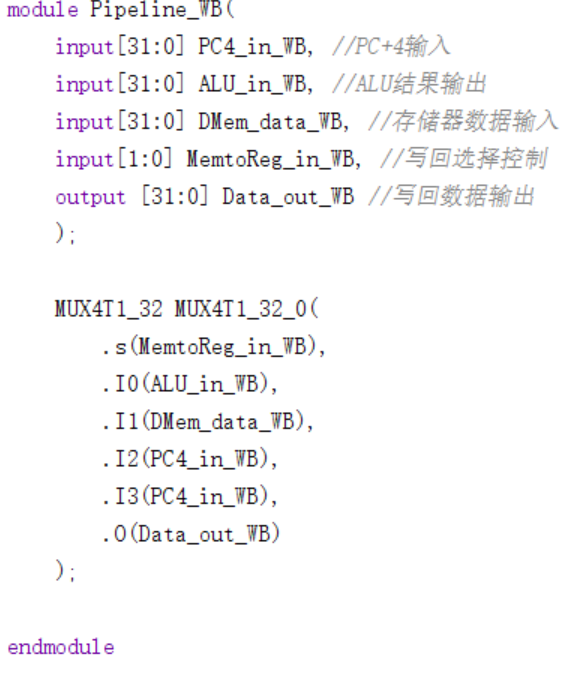 module Pipeline_WB(
input[31:0] PC4_in_WB, //PC+4输入
input[31:0] ALU_in_WB, //ALU结果输出
input[31:0] DMem_data_WB, //存储器数据输入
input[1:0] MemtoReg_in_WB, //写回选择控制
output [31:0] Data_out_WB //写回数据输出
);
MUX4T1_32 MUX4T1_32_0(
.s(MemtoReg_in_WB),
.I0(ALU_in_WB),
.I1(DMem_data_WB),
.I2(PC4_in_WB),
.I3(PC4_in_WB),
.O(Data_out_WB)
);
endmodule